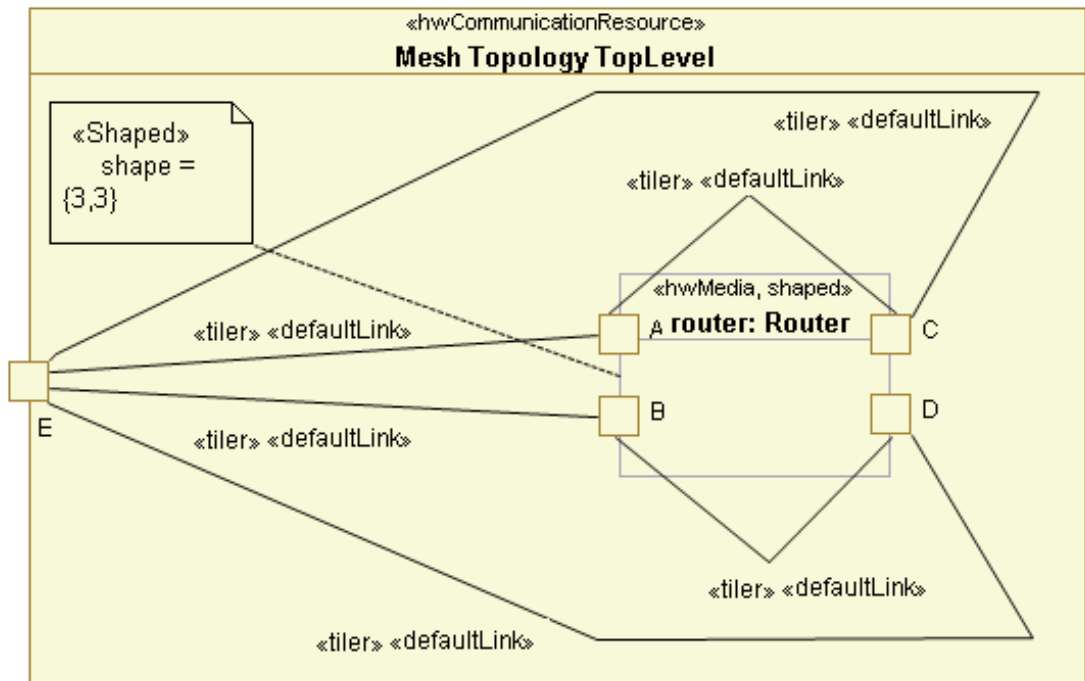 «hwCommunicationResource»
Mesh Topology TopLevel
«Shaped»
shape =
{3,3}
«tiler» «defaultLink»
«tiler» «defaultLink»
«hwMedia, shaped»
A router: Router
C
«tiler» «defaultLink»
B
D
E
«tiler» «defaultLink»
«tiler» «defaultLink»
«tiler» «defaultLink»